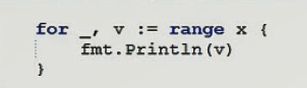 for _, v := range x {
    fmt.Println(v)
}